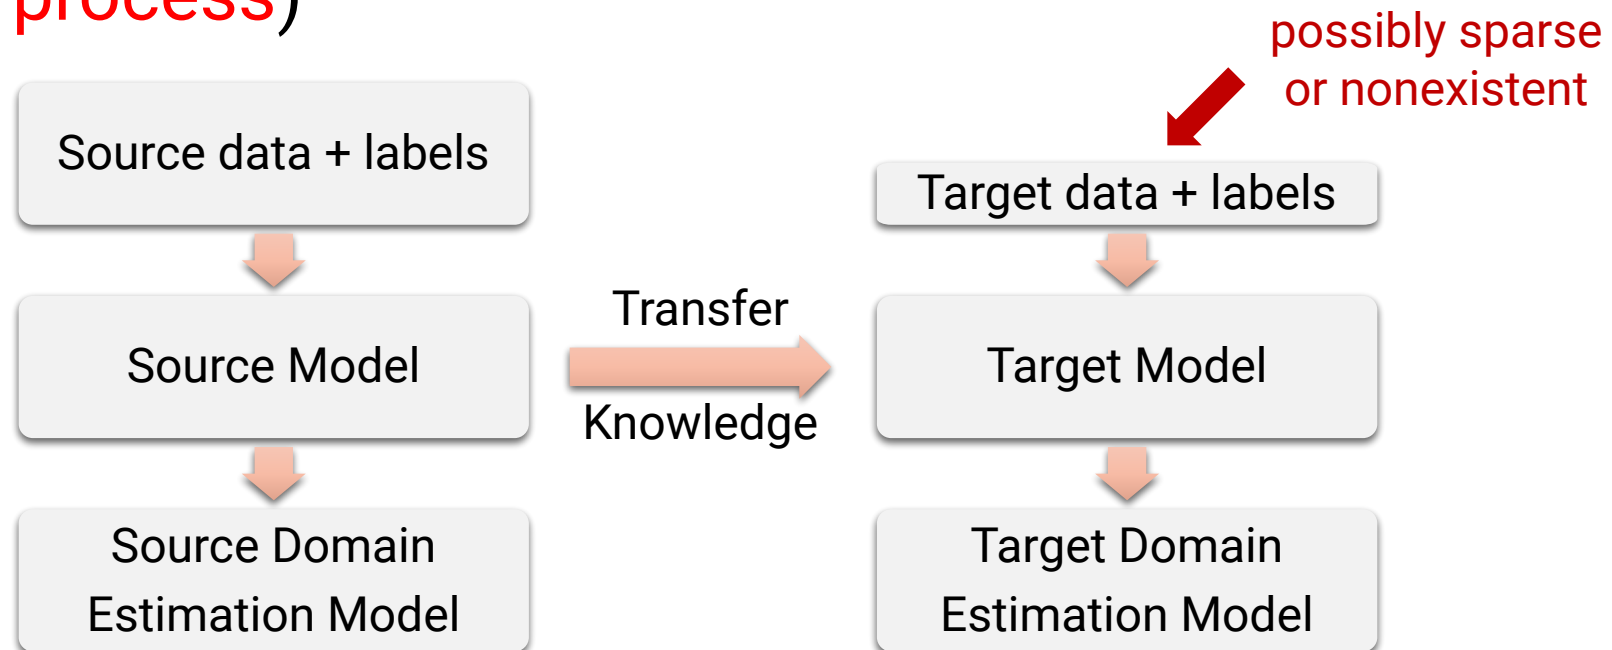 process)
possibly sparse
or nonexistent
Source data + labels
Target data + labels
Source Model
Transfer
Knowledge
Target Model
Source Domain
Estimation Model
Target Domain
Estimation Model